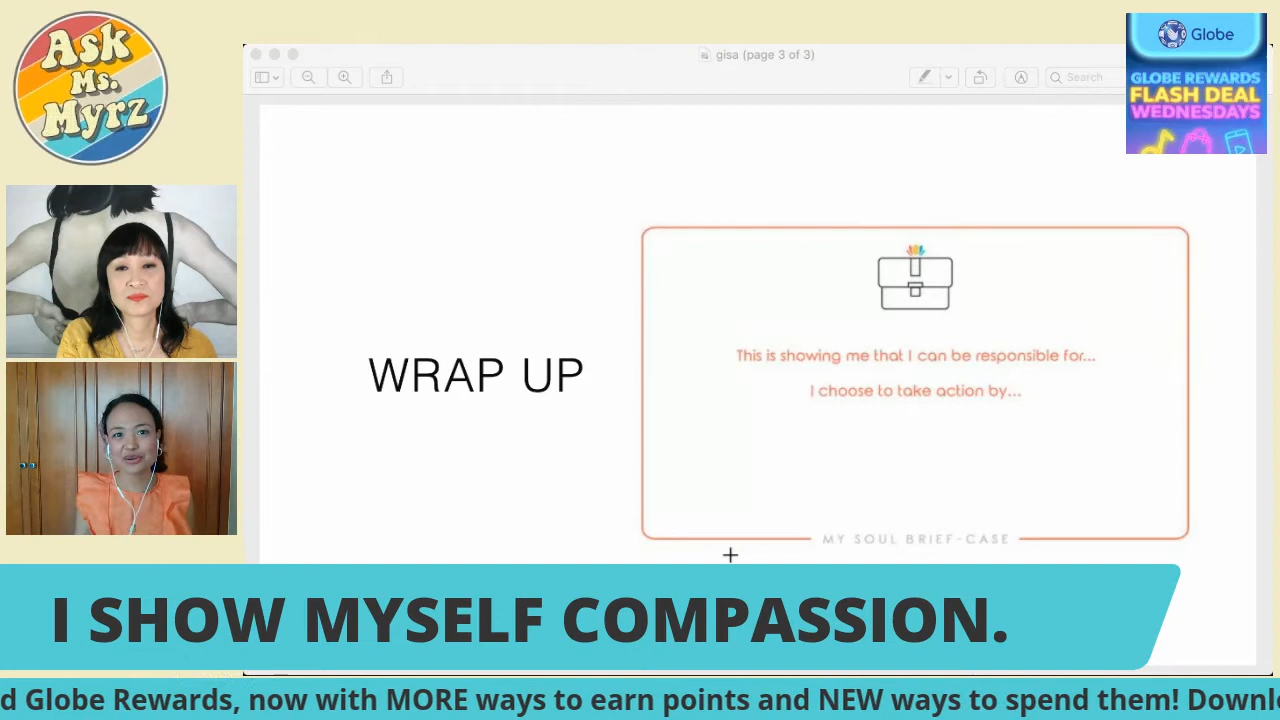 Ask
Ms.
Myrz
gisa (page 3 of 3)
Search
Globe
GLOBE REWARDS
FLASH DEAL
WEDNESDAYS
WRAP UP
This is showing me that I can be responsible for...
I choose to take action by...
MY SOUL BRIEF-CASE
I SHOW MYSELF COMPASSION.
d Globe Rewards, now with MORE ways to earn points and NEW ways to spend them! Downl